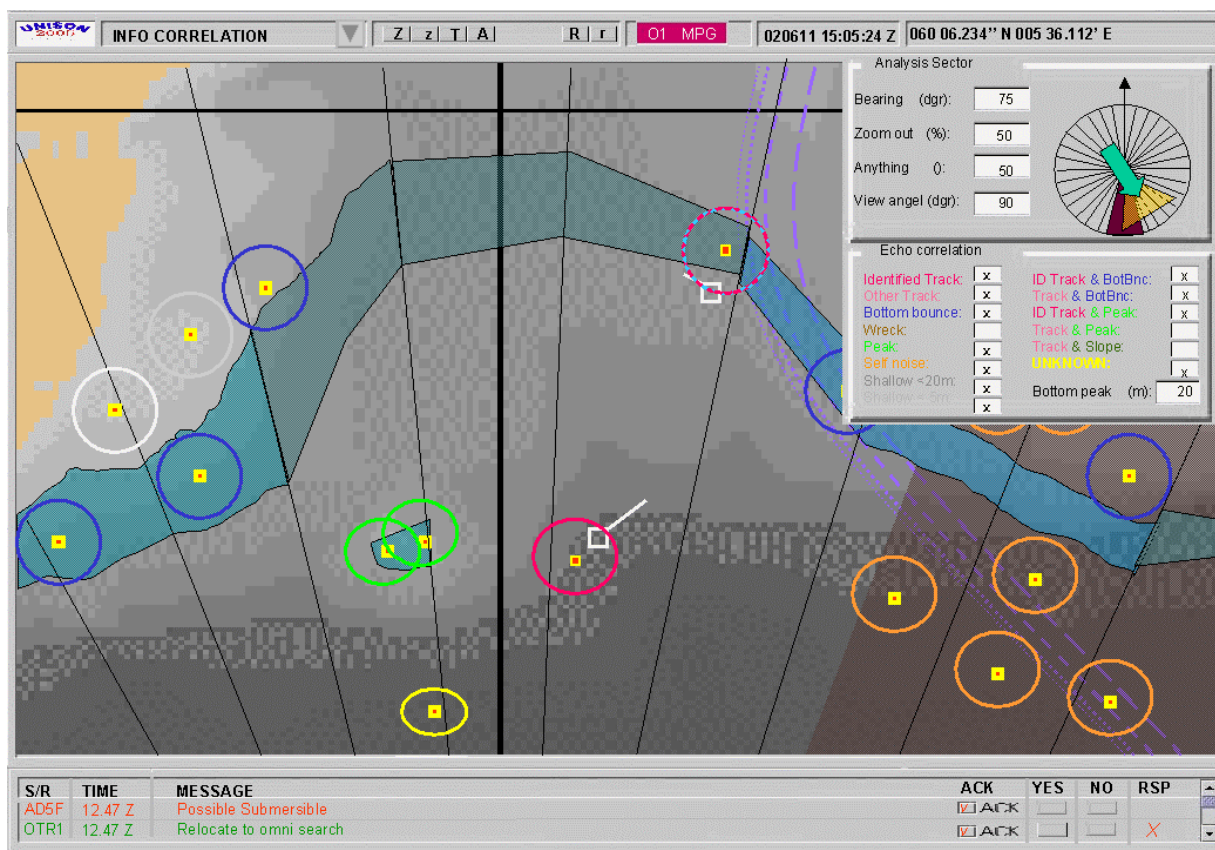 UNISON 2000 INFO CORRELATION Z z T A R r O1 MPG 020611 15:05:24 Z 060 06.234'' N 005 36.112' E
Analysis Sector
Bearing (dgr): 75
Zoom out (%): 50
Anything (): 50
View angel (dgr): 90
Echo correlation
Identified Track: x ID Track & BotBnc: x
Other Track: x Track & BotBnc: x
Bottom bounce: x ID Track & Peak: x
Wreck: Track & Peak:
Peak: x Track & Slope:
Self noise: x UNKNOWN: x
Shallow <20m: x Bottom peak (m): 20
Shallow < 5m: x
S/R TIME MESSAGE ACK YES NO RSP
AD5F 12.47 Z Possible Submersible ACK
OTR1 12.47 Z Relocate to omni search ACK X